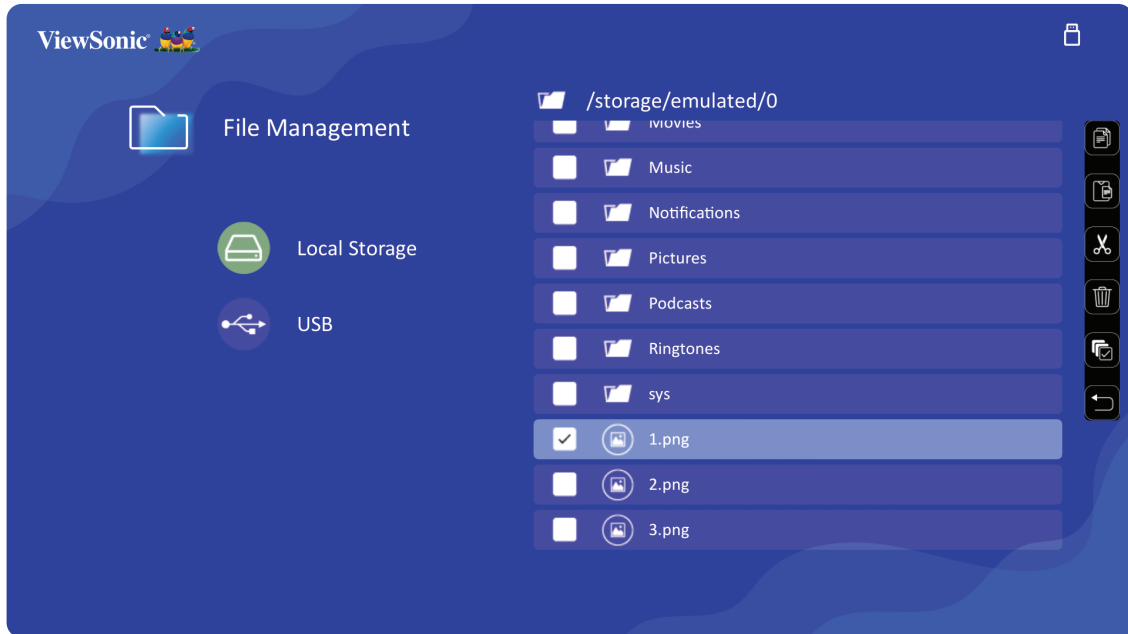 ViewSonic
/storage/emulated/0
File Management
Movies
Music
Notifications
Local Storage
Pictures
Podcasts
USB
Ringtones
sys
1.png
2.png
3.png